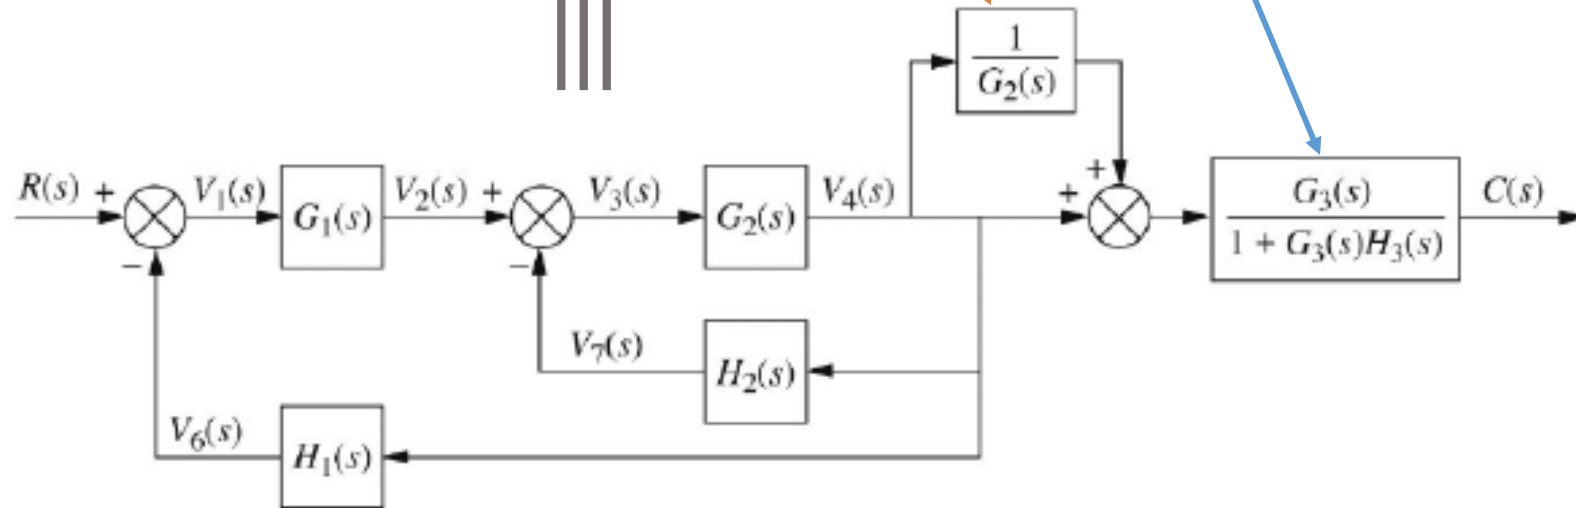 1
G₂(s)
R(s) + V₁(s) G₁(s) V₂(s) + V₃(s) G₂(s) V₄(s) + + G₃(s) C(s)
1 + G₃(s)H₃(s)
− −
V₇(s) H₂(s)
V₆(s) H₁(s)